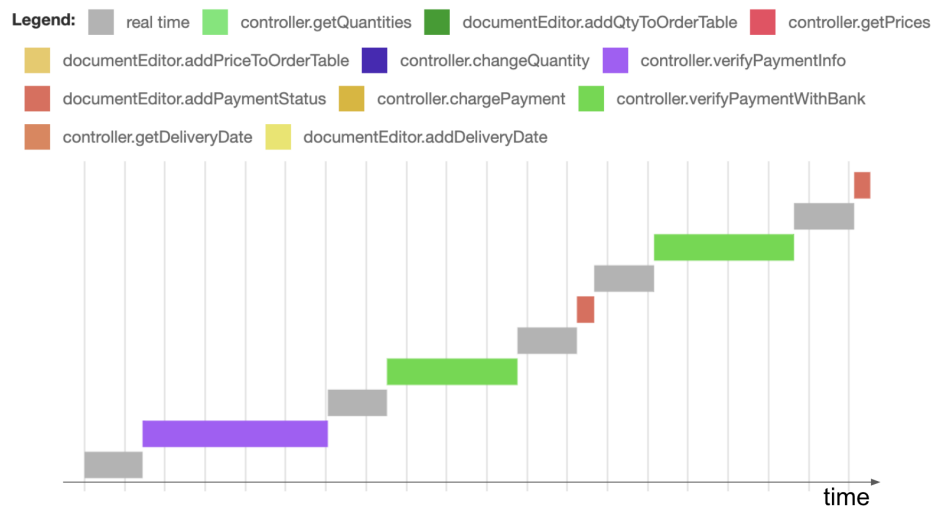 Legend: real time controller.getQuantities documentEditor.addQtyToOrderTable controller.getPrices
documentEditor.addPriceToOrderTable controller.changeQuantity controller.verifyPaymentInfo
documentEditor.addPaymentStatus controller.chargePayment controller.verifyPaymentWithBank
controller.getDeliveryDate documentEditor.addDeliveryDate
time